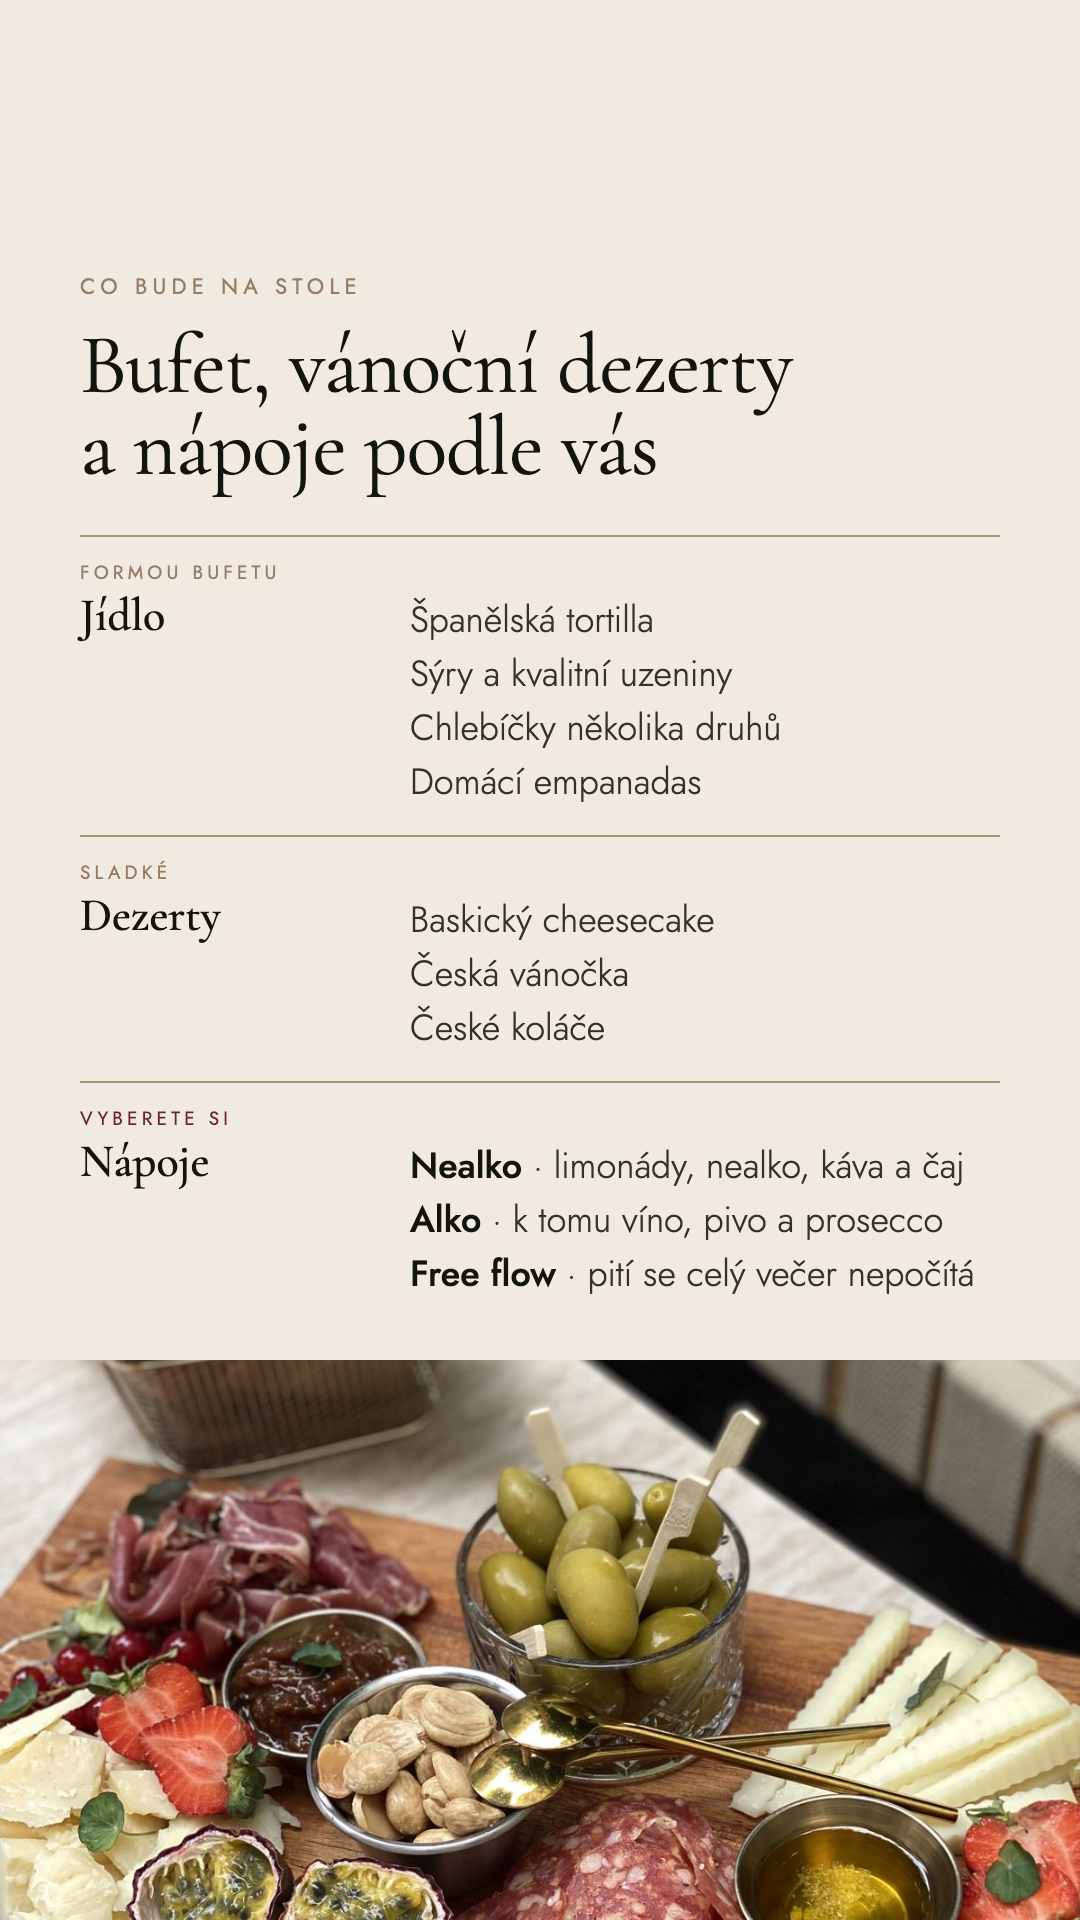 CO BUDE NA STOLE
Bufet, vánoční dezerty
a nápoje podle vás
FORMOU BUFETU
Jídlo
Španělská tortilla
Sýry a kvalitní uzeniny
Chlebíčky několika druhů
Domácí empanadas
SLADKÉ
Dezerty
Baskický cheesecake
Česká vánočka
České koláče
VYBERETE SI
Nápoje
Nealko · limonády, nealko, káva a čaj
Alko · k tomu víno, pivo a prosecco
Free flow · pití se celý večer nepočítá